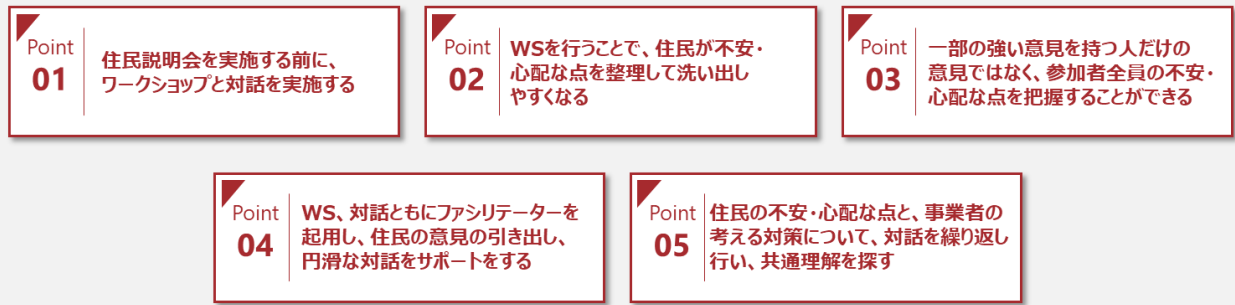 Point
01
住民説明会を実施する前に、
ワークショップと対話を実施する
Point
02
WSを行うことで、住民が不安・
心配な点を整理して洗い出し
やすくなる
Point
03
一部の強い意見を持つ人だけの
意見ではなく、参加者全員の不安・
心配な点を把握することができる
Point
04
WS、対話ともにファシリテーターを
起用し、住民の意見の引き出し、
円滑な対話をサポートをする
Point
05
住民の不安・心配な点と、事業者の
考える対策について、対話を繰り返し
行い、共通理解を探す